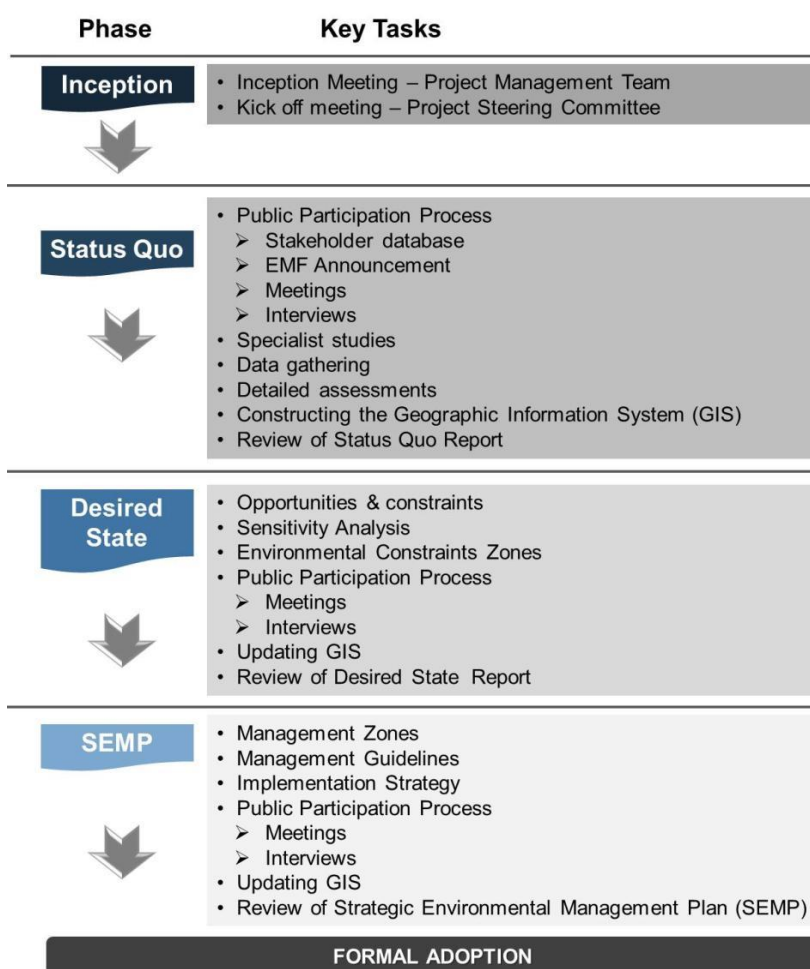 Phase Key Tasks
Inception
• Inception Meeting – Project Management Team
• Kick off meeting – Project Steering Committee
Status Quo
• Public Participation Process
➢ Stakeholder database
➢ EMF Announcement
➢ Meetings
➢ Interviews
• Specialist studies
• Data gathering
• Detailed assessments
• Constructing the Geographic Information System (GIS)
• Review of Status Quo Report
Desired
State
• Opportunities & constraints
• Sensitivity Analysis
• Environmental Constraints Zones
• Public Participation Process
➢ Meetings
➢ Interviews
• Updating GIS
• Review of Desired State Report
SEMP
• Management Zones
• Management Guidelines
• Implementation Strategy
• Public Participation Process
➢ Meetings
➢ Interviews
• Updating GIS
• Review of Strategic Environmental Management Plan (SEMP)
FORMAL ADOPTION